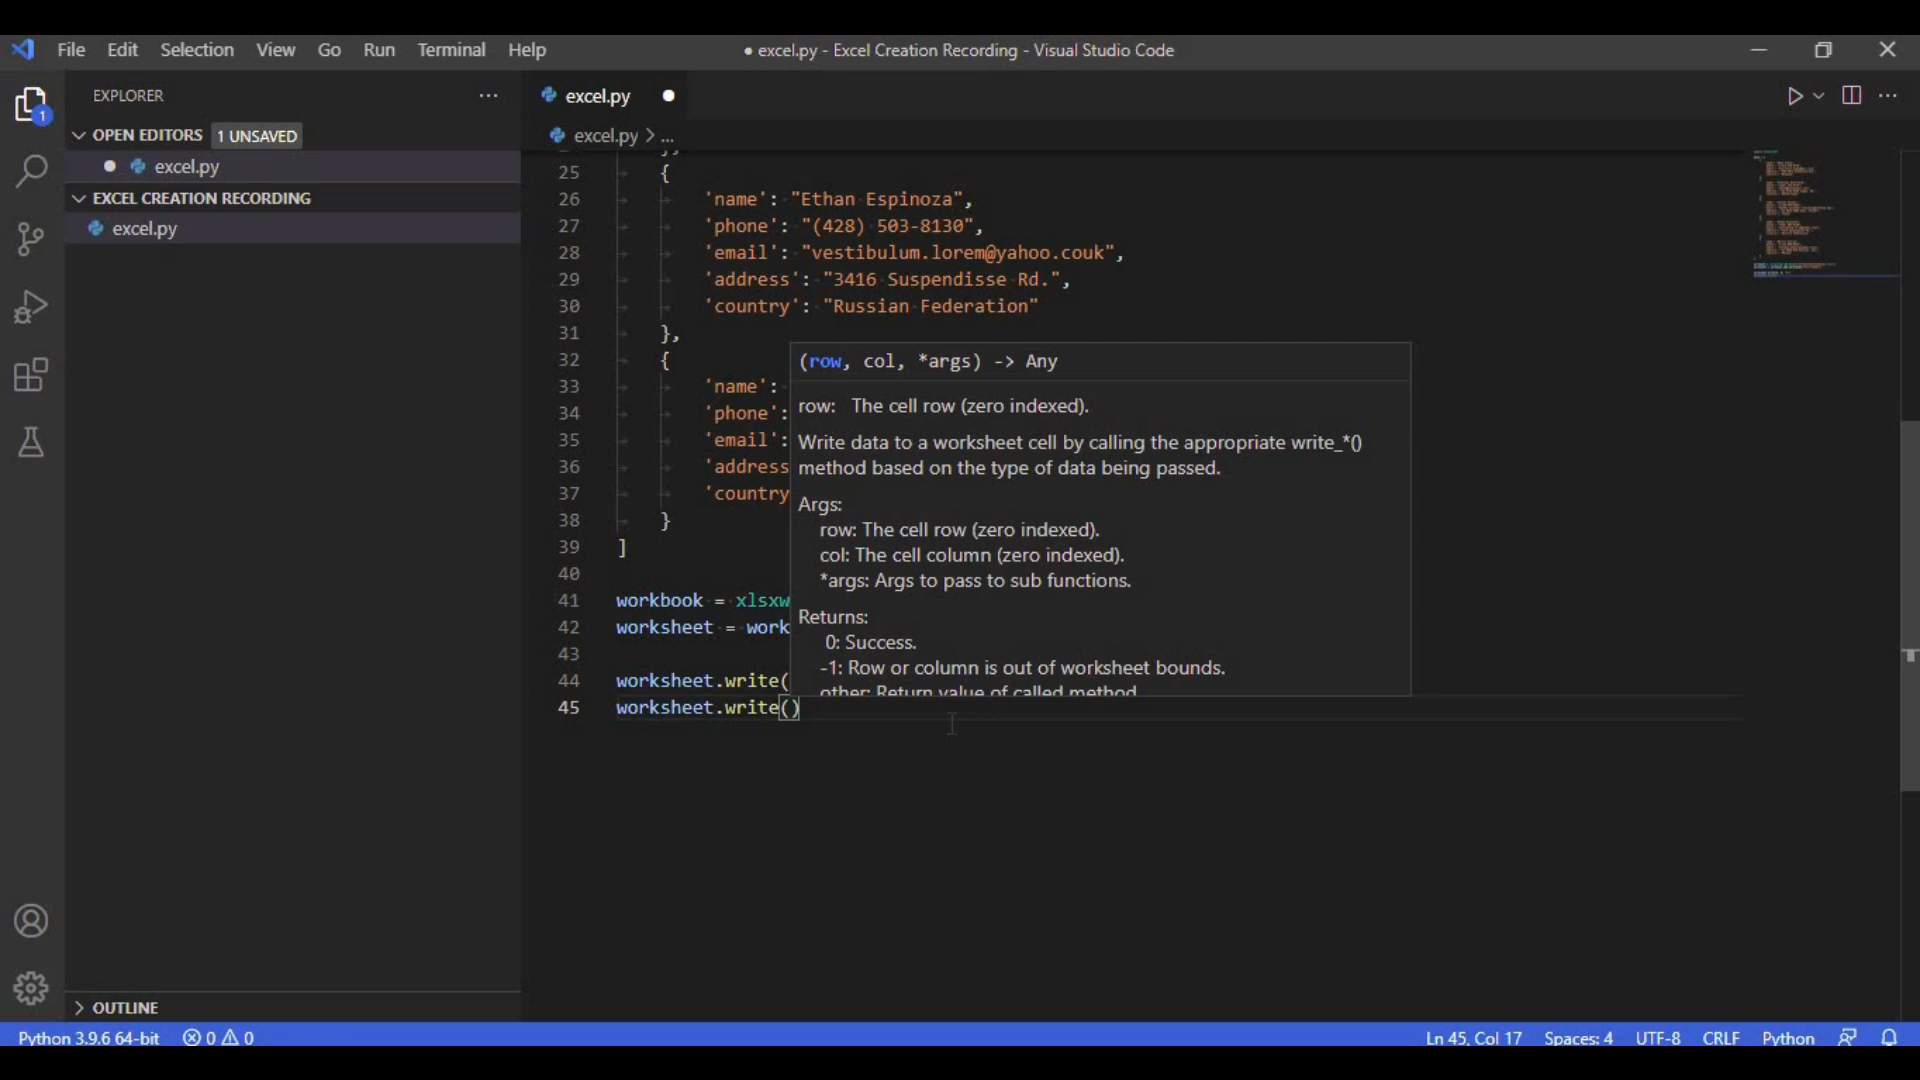 File Edit Selection View Go Run Terminal Help
● excel.py - Excel Creation Recording - Visual Studio Code
EXPLORER
OPEN EDITORS 1 UNSAVED
excel.py
EXCEL CREATION RECORDING
excel.py
OUTLINE
1
excel.py
excel.py > ...
25 {
26 'name': "Ethan Espinoza",
27 'phone': "(428) 503-8130",
28 'email': "vestibulum.lorem@yahoo.couk",
29 'address': "3416 Suspendisse Rd.",
30 'country': "Russian Federation"
31 },
32 {
33 'name':
34 'phone':
35 'email':
36 'address
37 'country
38 }
39 ]
40
41 workbook = xlsxw
42 worksheet = work
43
44 worksheet.write(
45 worksheet.write()
(row, col, *args) -> Any
row: The cell row (zero indexed).
Write data to a worksheet cell by calling the appropriate write_*()
method based on the type of data being passed.
Args:
row: The cell row (zero indexed).
col: The cell column (zero indexed).
*args: Args to pass to sub functions.
Returns:
0: Success.
-1: Row or column is out of worksheet bounds.
other: Return value of called method.
Python 3.9.6 64-bit 0 0
Ln 45, Col 17 Spaces: 4 UTF-8 CRLF Python